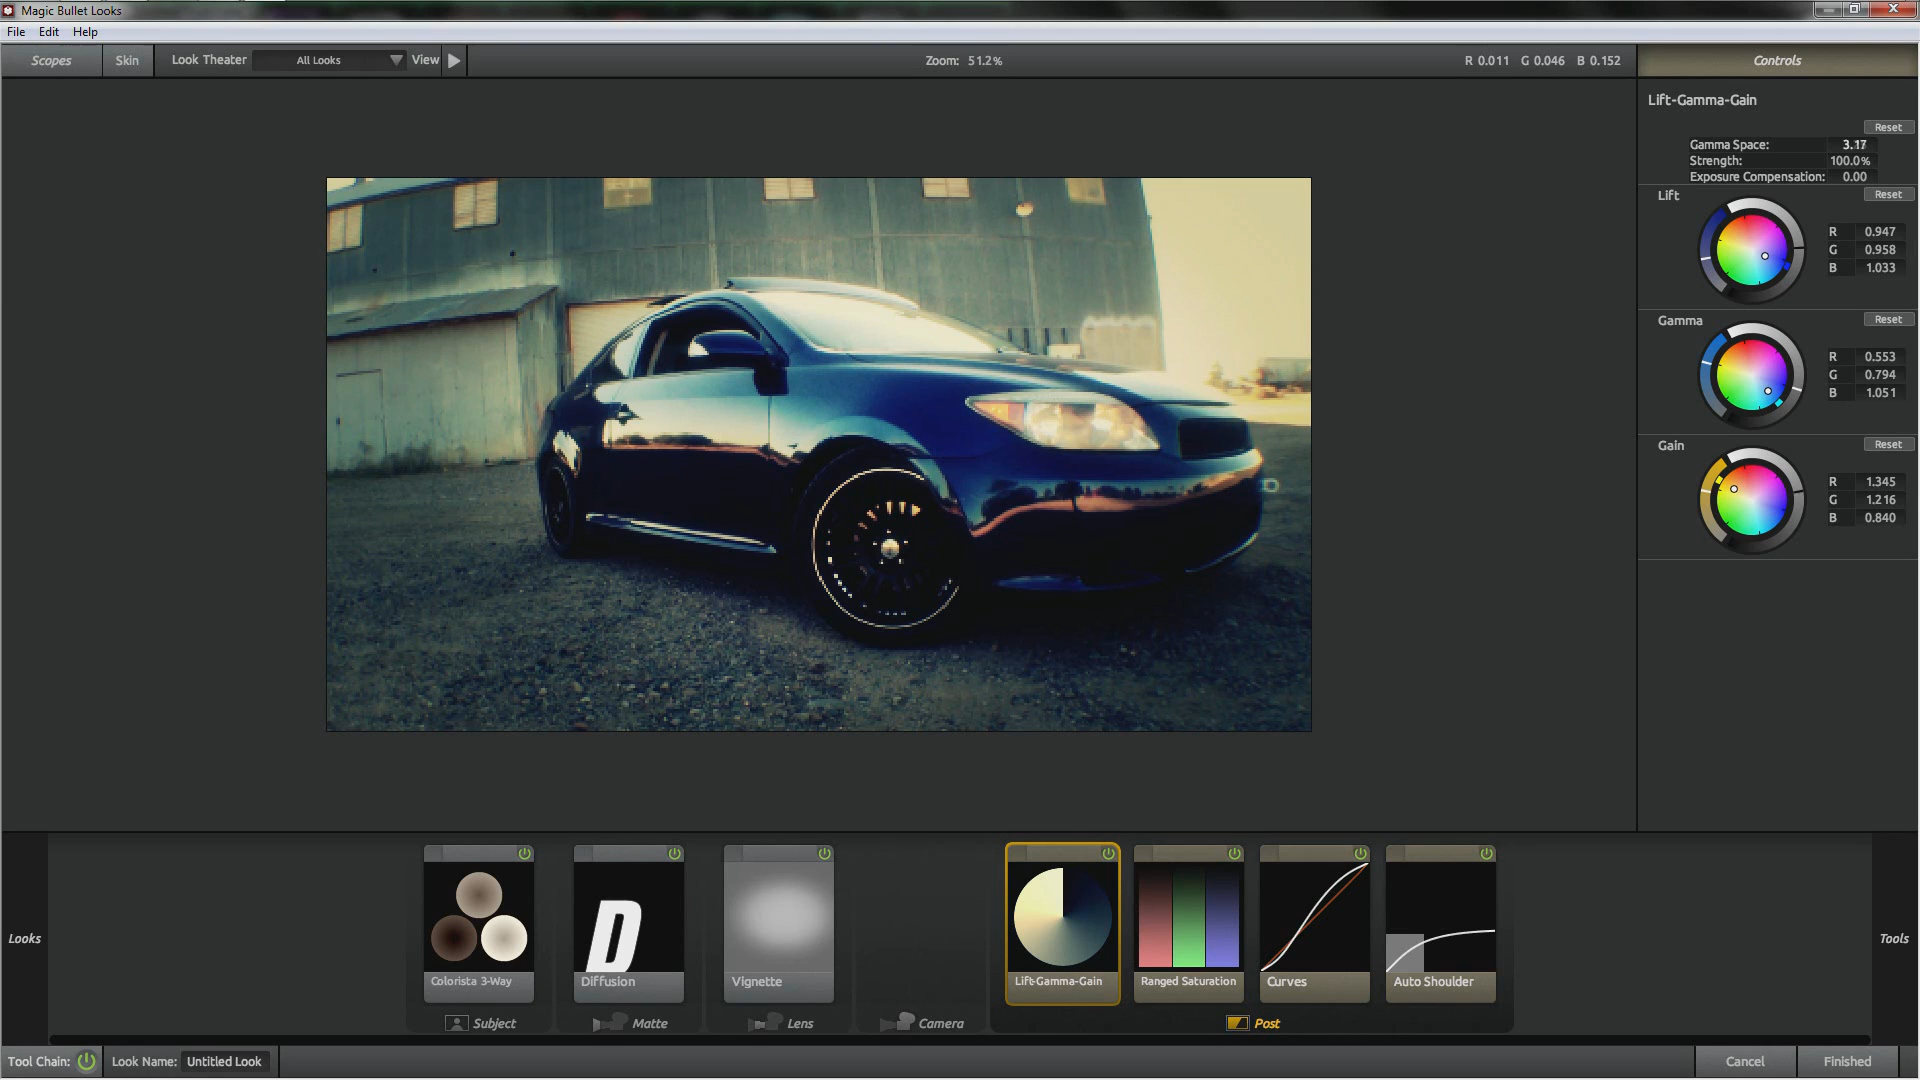 Magic Bullet Looks
File Edit Help
Scopes Skin Look Theater All Looks View Zoom: 51.2% R 0.011 G 0.046 B 0.152 Controls
Lift-Gamma-Gain
Reset
Gamma Space: 3.17
Strength: 100.0%
Exposure Compensation: 0.00
Lift Reset
R 0.947
G 0.958
B 1.033
Gamma Reset
R 0.553
G 0.794
B 1.051
Gain Reset
R 1.345
G 1.216
B 0.840
Looks
D
Colorista 3-Way Diffusion Vignette Lift-Gamma-Gain Ranged Saturation Curves Auto Shoulder
Subject Matte Lens Camera Post
Tools
Tool Chain: Look Name: Untitled Look Cancel Finished